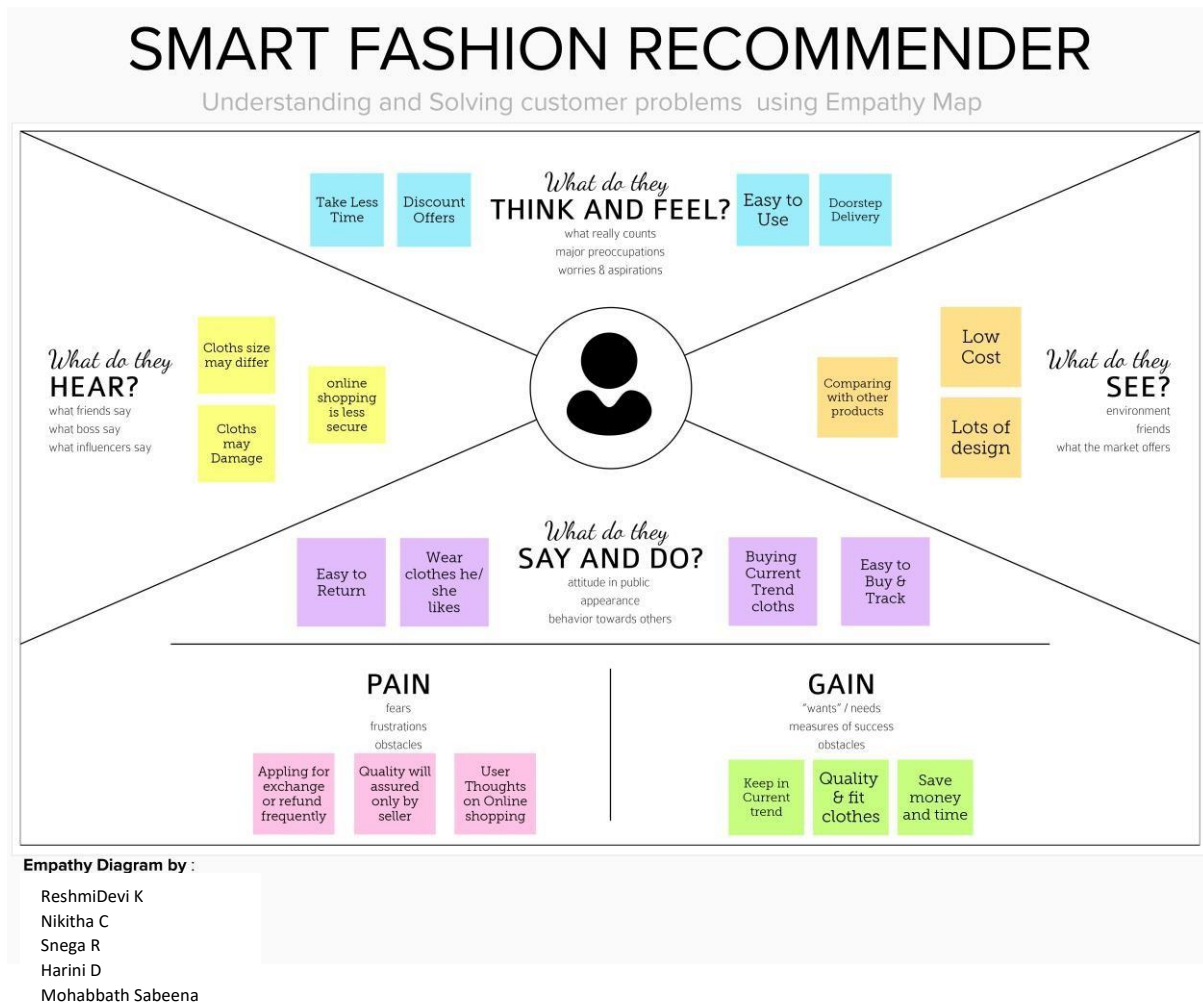 SMART FASHION RECOMMENDER
Understanding and Solving customer problems using Empathy Map
What do they
THINK AND FEEL?
what really counts
major preoccupations
worries & aspirations
Take Less
Time
Discount
Offers
Easy to
Use
Doorstep
Delivery
What do they
HEAR?
what friends say
what boss say
what influencers say
Cloths size
may differ
Cloths
may
Damage
online
shopping
is less
secure
Comparing
with other
products
Low
Cost
Lots of
design
What do they
SEE?
environment
friends
what the market offers
What do they
SAY AND DO?
attitude in public
appearance
behavior towards others
Easy to
Return
Wear
clothes he/
she
likes
Buying
Current
Trend
cloths
Easy to
Buy &
Track
PAIN
fears
frustrations
obstacles
Appling for
exchange
or refund
frequently
Quality will
assured
only by
seller
User
Thoughts
on Online
shopping
GAIN
"wants" / needs
measures of success
obstacles
Keep in
Current
trend
Quality
& fit
clothes
Save
money
and time
Empathy Diagram by :
ReshmiDevi K
Nikitha C
Snega R
Harini D
Mohabbath Sabeena